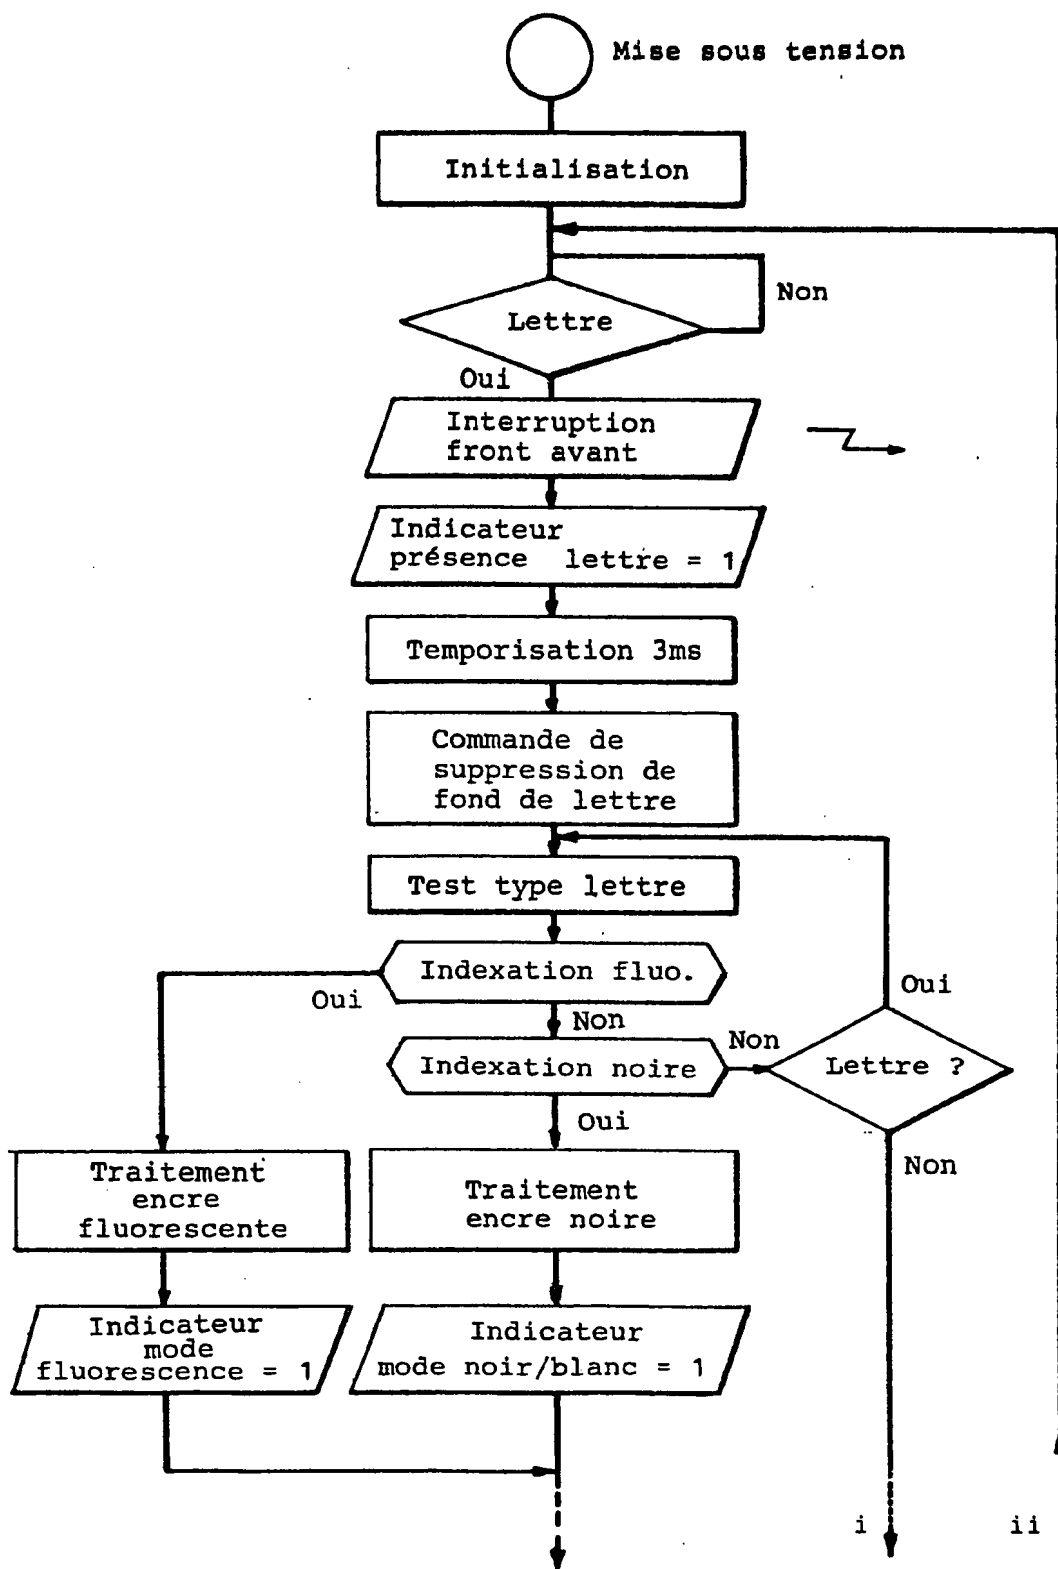 Mise sous tension
Initialisation
Non
Lettre
Oui
Interruption
front avant
Indicateur
présence lettre = 1
Temporisation 3ms
Commande de
suppression de
fond de lettre
Test type lettre
Indexation fluo.
Oui
Oui
Non
Non
Indexation noire
Lettre ?
Oui
Non
Traitement
encre
fluorescente
Traitement
encre noire
Indicateur
mode
fluorescence = 1
Indicateur
mode noir/blanc = 1
i
ii